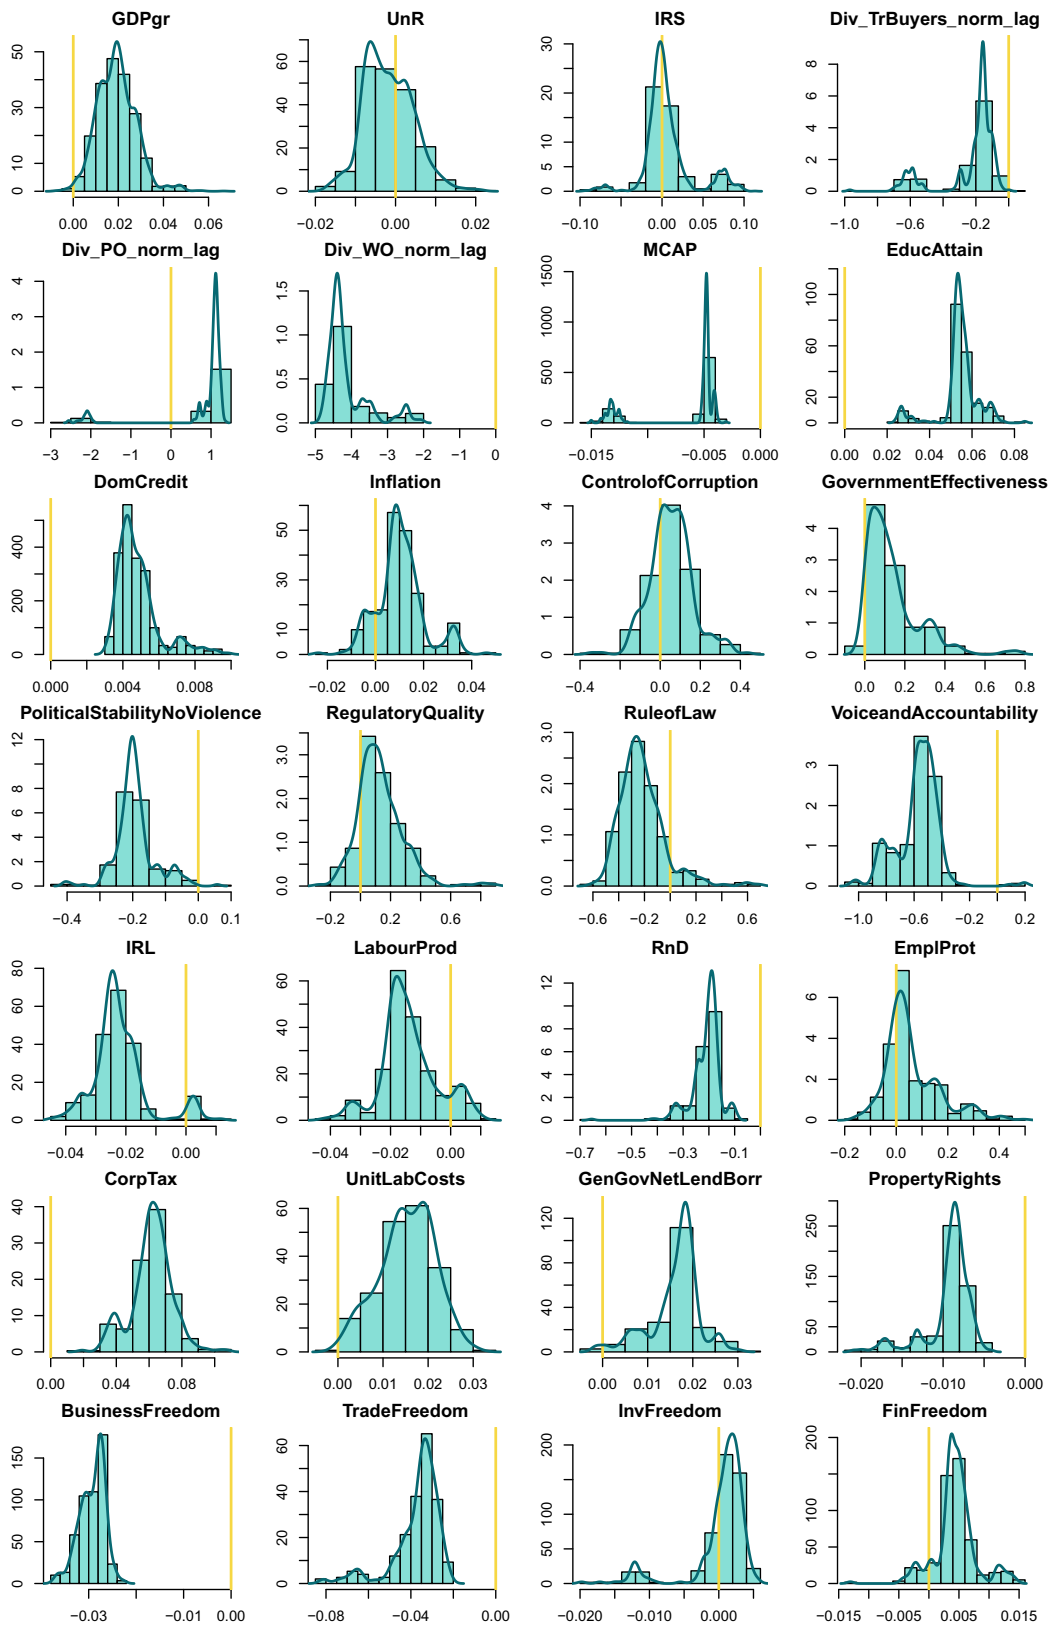 GDPgr UnR IRS Div_TrBuyers_norm_lag
0 10 30 50
0.00 0.02 0.04 0.06
0 20 40 60
−0.02 0.00 0.02
0 5 10 20 30
−0.10 0.00 0.05 0.10
0 2 4 6 8
−1.0 −0.6 −0.2
Div_PO_norm_lag Div_WO_norm_lag MCAP EducAttain
0 1 2 3 4
−3 −2 −1 0 1
0.0 0.5 1.0 1.5
−5 −4 −3 −2 −1 0
0 500 1000 1500
−0.015 −0.005 0.000
0 20 60 100
0.00 0.02 0.04 0.06 0.08
DomCredit Inflation ControlofCorruption GovernmentEffectiveness
0 200 400
0.000 0.004 0.008
0 10 30 50
−0.02 0.00 0.02 0.04
0 1 2 3 4
−0.4 0.0 0.2 0.4
0 1 2 3 4
0.0 0.2 0.4 0.6 0.8
PoliticalStabilityNoViolence RegulatoryQuality RuleofLaw VoiceandAccountability
0 2 4 6 8 12
−0.4 −0.2 0.0 0.1
0.0 1.0 2.0 3.0
−0.2 0.2 0.6
0.0 1.0 2.0 3.0
−0.6 −0.2 0.2 0.6
0 1 2 3
−1.0 −0.6 −0.2 0.2
IRL LabourProd RnD EmplProt
0 20 40 60 80
−0.04 −0.02 0.00
0 20 40 60
−0.04 −0.02 0.00
0 2 4 6 8 12
−0.7 −0.5 −0.3 −0.1
0 2 4 6
−0.2 0.0 0.2 0.4
CorpTax UnitLabCosts GenGovNetLendBorr PropertyRights
0 10 20 30 40
0.00 0.04 0.08
0 20 40 60
0.00 0.01 0.02 0.03
0 40 80 120
0.00 0.01 0.02 0.03
0 50 150 250
−0.020 −0.010 0.000
BusinessFreedom TradeFreedom InvFreedom FinFreedom
0 50 100 150
−0.03 −0.01 0.00
0 20 40 60
−0.08 −0.04 0.00
0 50 100 200
−0.020 −0.010 0.000
0 50 100 200
−0.015 −0.005 0.005 0.015